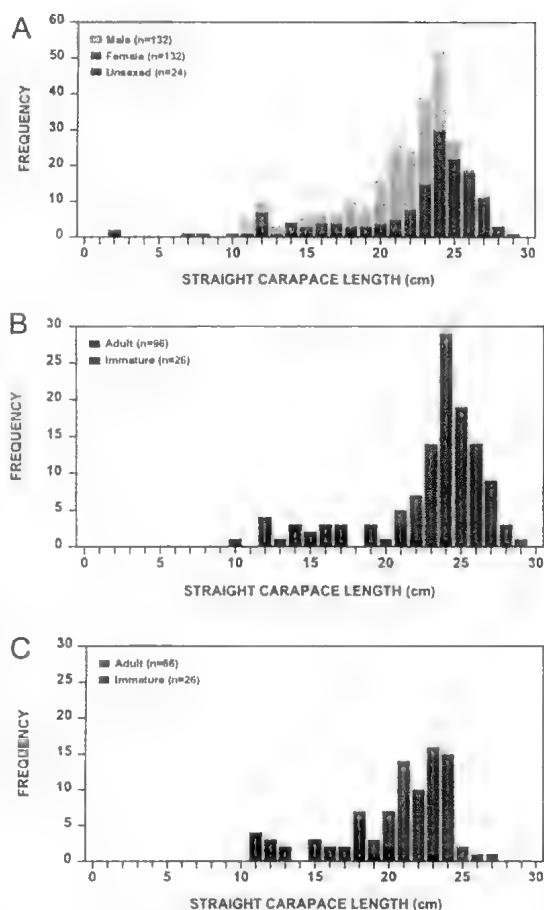 A
60
50
40
30
20
10
0
FREQUENCY
Male (n=132)
Female (n=132)
Unsexed (n=24)
0 5 10 15 20 25 30
STRAIGHT CARAPACE LENGTH (cm)
B
30
25
20
15
10
5
0
FREQUENCY
Adult (n=96)
Immature (n=26)
0 5 10 15 20 25 30
STRAIGHT CARAPACE LENGTH (cm)
C
30
25
20
15
10
5
0
FREQUENCY
Adult (n=66)
Immature (n=26)
0 5 10 15 20 25 30
STRAIGHT CARAPACE LENGTH (cm)